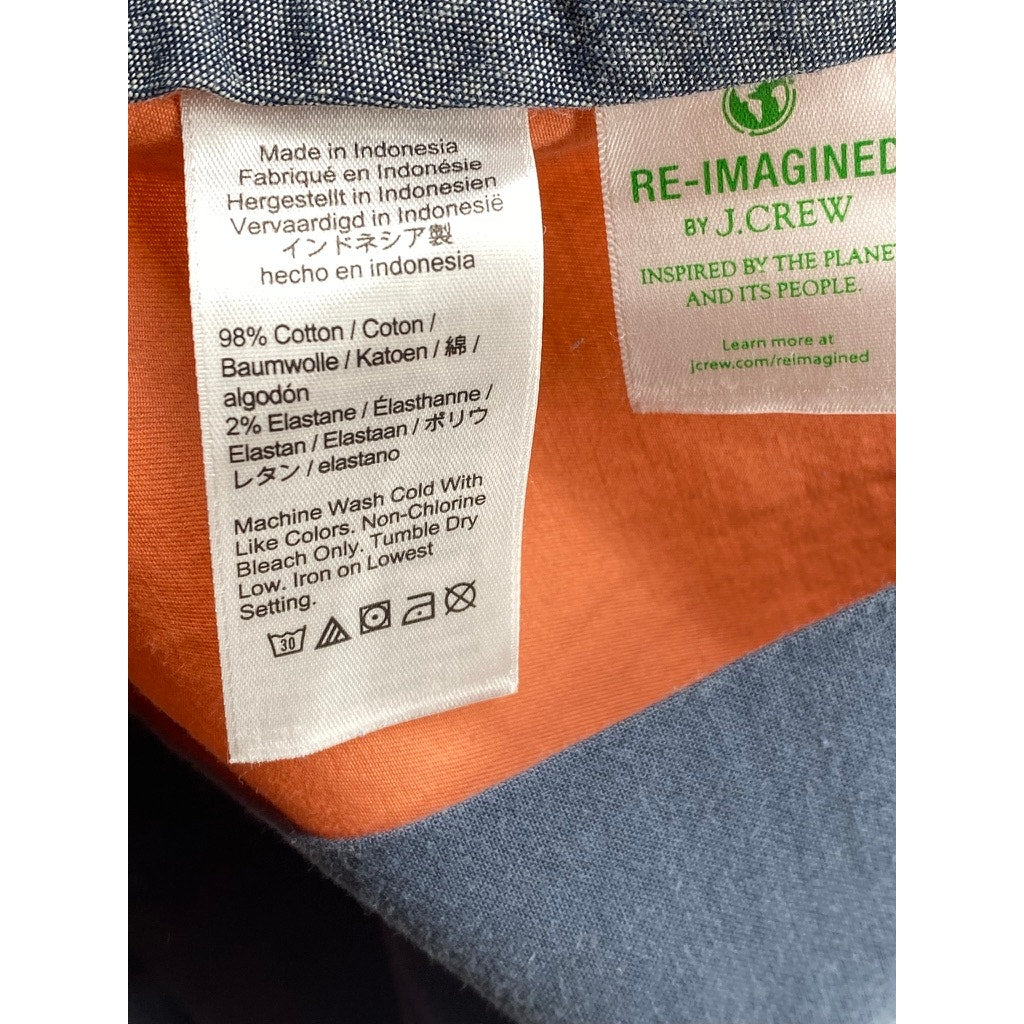 Made in Indonesia
Fabriqué en Indonésie
Hergestellt in Indonesien
Vervaardigd in Indonesië
インドネシア製
hecho en indonesia
98% Cotton / Coton /
Baumwolle / Katoen / 綿 /
algodón
2% Elastane / Élasthanne /
Elastan / Elastaan / ポリウ
レタン / elastano
Machine Wash Cold With
Like Colors. Non-Chlorine
Bleach Only. Tumble Dry
Low. Iron on Lowest
Setting.
30
RE-IMAGINED
BY J.CREW
INSPIRED BY THE PLANE
AND ITS PEOPLE.
Learn more at
jcrew.com/reimagined